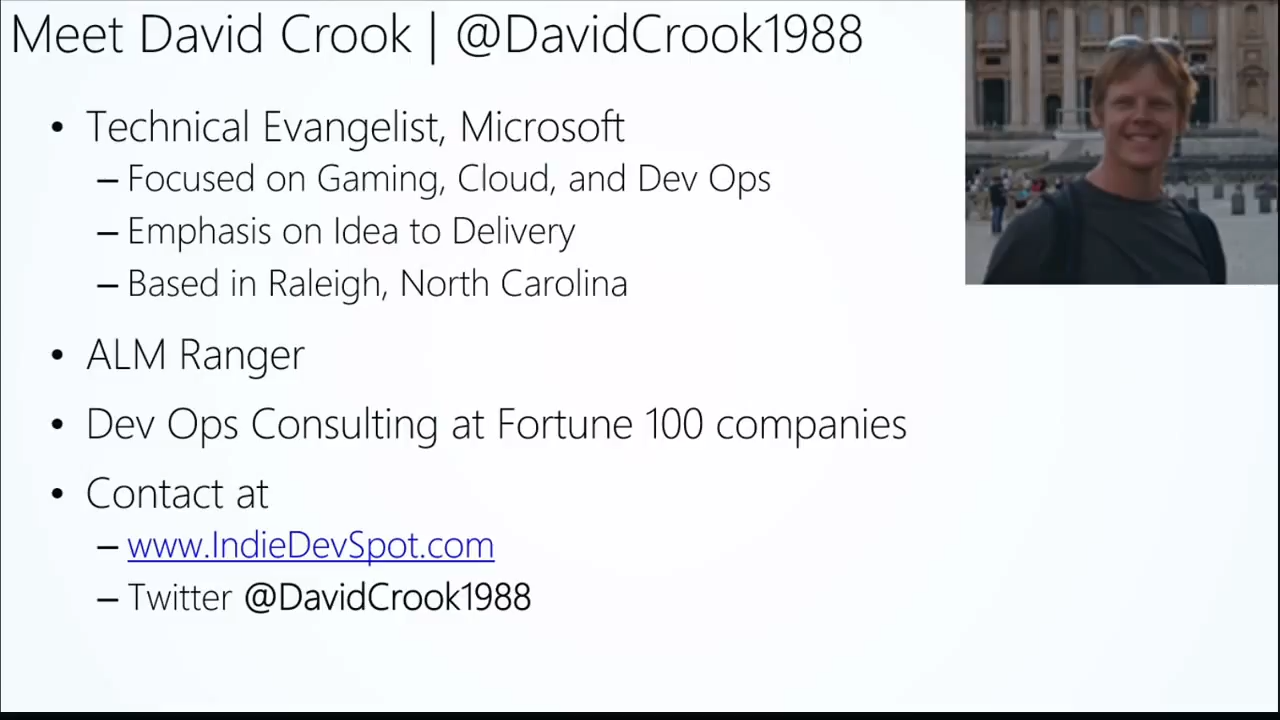 Meet David Crook | @DavidCrook1988
• Technical Evangelist, Microsoft
– Focused on Gaming, Cloud, and Dev Ops
– Emphasis on Idea to Delivery
– Based in Raleigh, North Carolina
• ALM Ranger
• Dev Ops Consulting at Fortune 100 companies
• Contact at
– www.IndieDevSpot.com
– Twitter @DavidCrook1988